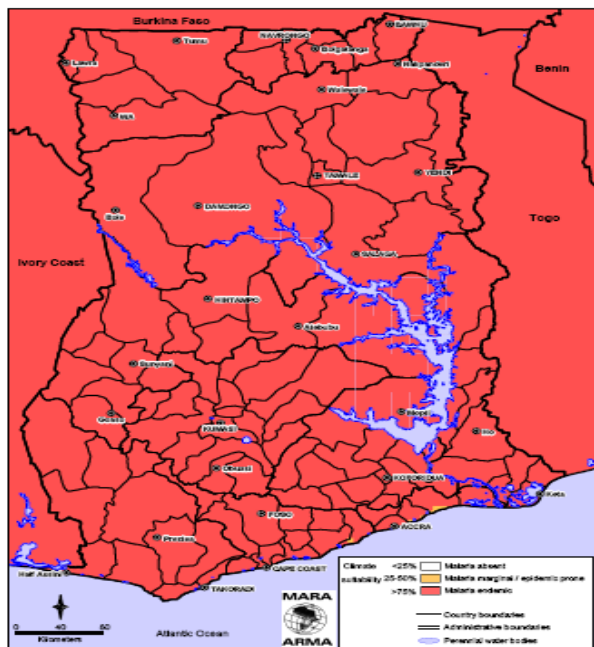 Burkina Faso
BAWKU
Tumu
NAVRONGO
Bolgatanga
Lawra
Nakpanduri
Benin
Walewale
WA
TAMALE
YENDI
DAMONGO
Bole
Togo
SALAGA
Ivory Coast
KINTAMPO
Atebubu
Sunyani
Goaso
Mopti
KUMASI
Ho
Obuasi
KOFORIDUA
Keta
FOSO
ACCRA
Prestea
CAPE COAST
Half Assini
TAKORADI
Climate suitability
<25% Malaria absent
25-50% Malaria marginal / epidemic prone
>75% Malaria endemic
Country boundaries
Administrative boundaries
Perennial water bodies
MARA
ARMA
0 40 80
Kilometers
Atlantic Ocean